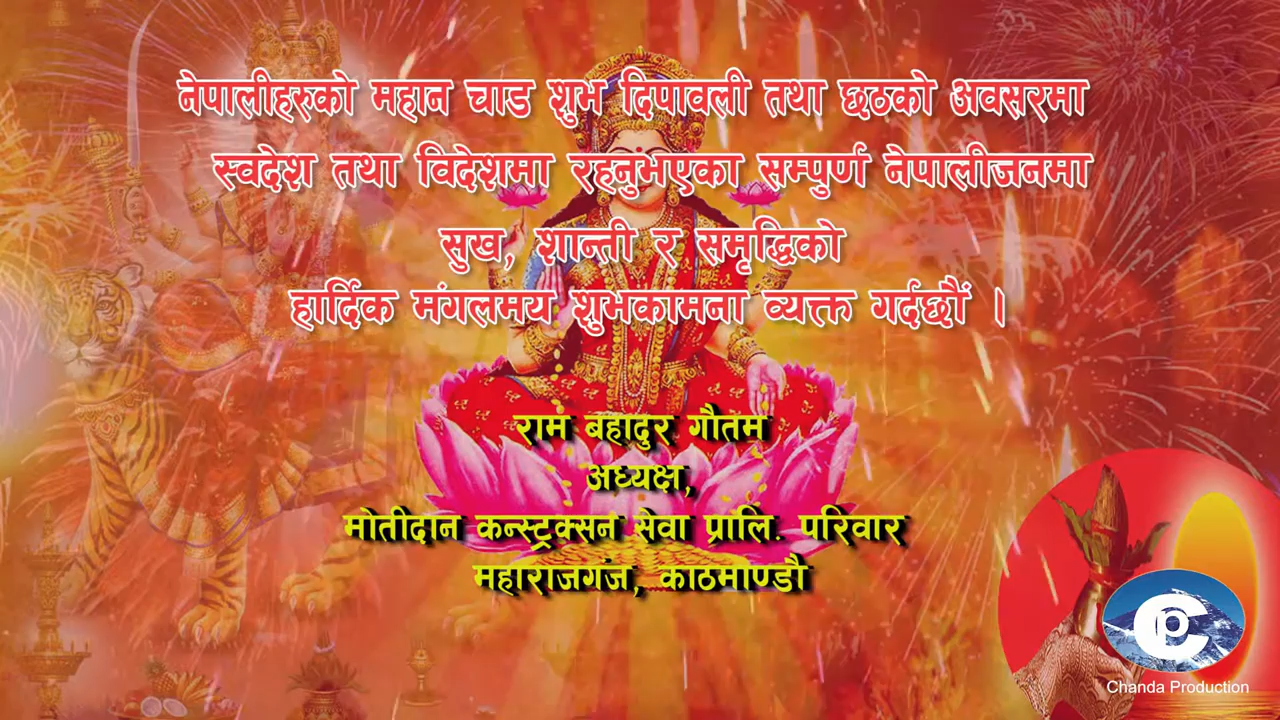 नेपालीहरुको महान चाड शुभ दिपावली तथा छठको अवसरमा
स्वदेश तथा विदेशमा रहनुभएका सम्पुर्ण नेपालीजनमा
सुख, शान्ती र समृद्धिको
हार्दिक मंगलमय शुभकामना व्यक्त गर्दछौं ।
राम बहादुर गौतम
अध्यक्ष,
मोतीदान कन्स्ट्रक्सन सेवा प्रालि. परिवार
महाराजगंज, काठमाण्डौ
CP
Chanda Production